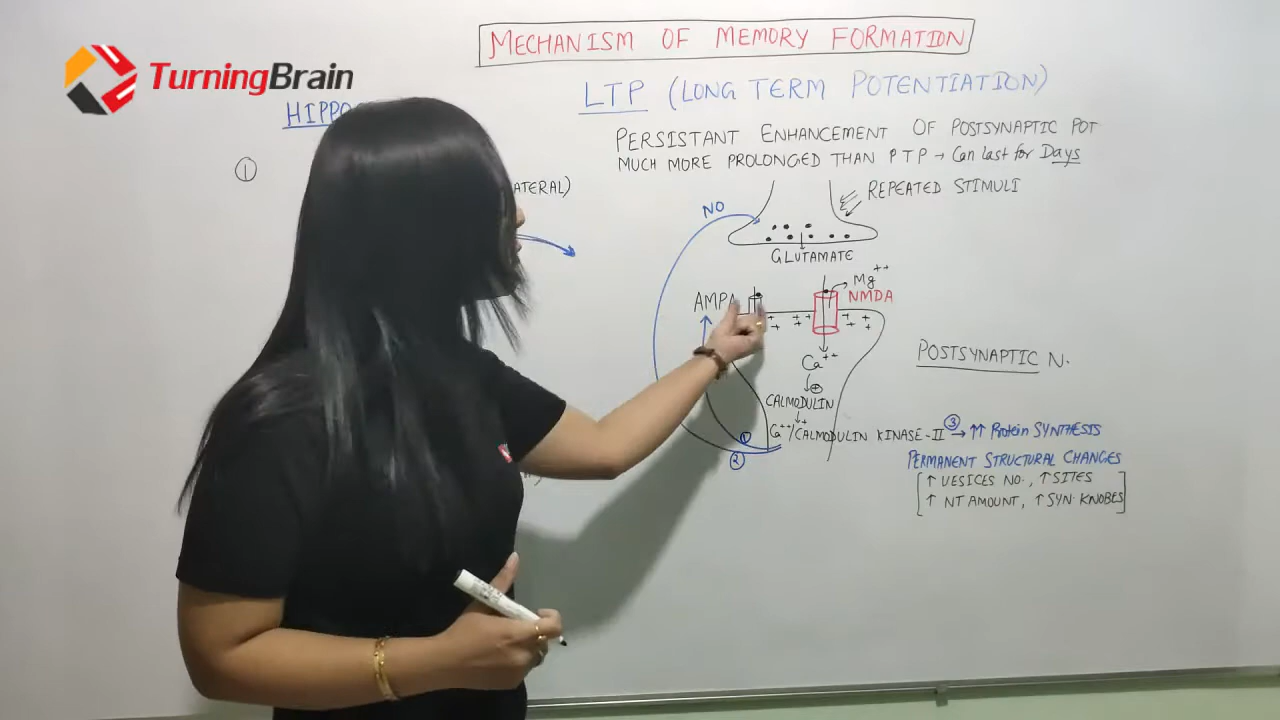 TurningBrain
MECHANISM OF MEMORY FORMATION
LTP (LONG TERM POTENTIATION)
PERSISTANT ENHANCEMENT OF POSTSYNAPTIC POT
MUCH MORE PROLONGED THAN PTP → Can last for Days
HIPPO
①
ATERAL)
NO
REPEATED STIMULI
GLUTAMATE
Mg++
AMPA
NMDA
+ + + + + + + +
Ca++
POSTSYNAPTIC N.
⊕
CALMODULIN
+
Ca++/CALMODULIN KINASE-II ③ → ↑↑ Protein SYNTHESIS
①
②
PERMANENT STRUCTURAL CHANGES
[↑ VESICES NO., ↑ SITES
↑ NT AMOUNT, ↑ SYN. KNOBES]